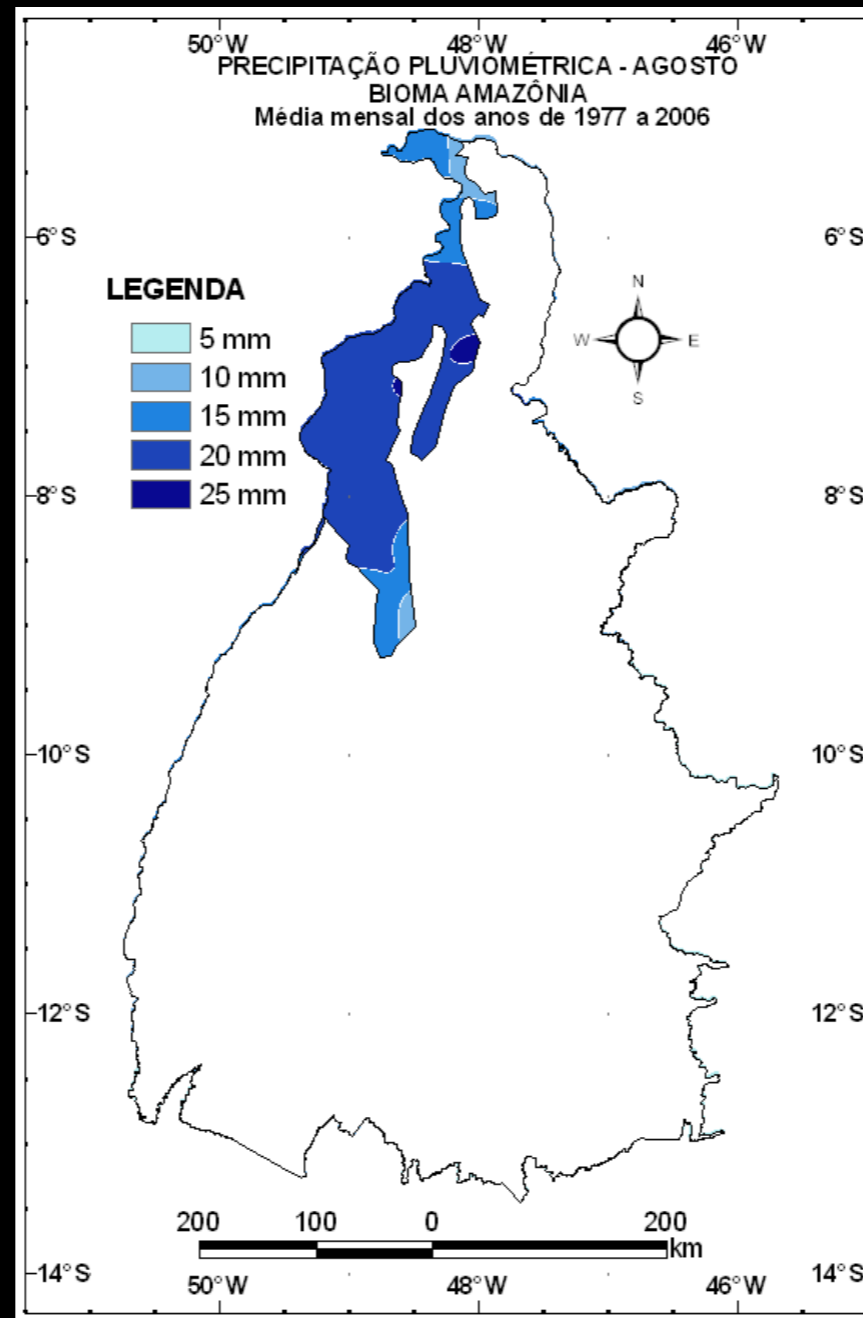 50°W 48°W 46°W
PRECIPITAÇÃO PLUVIOMÉTRICA - AGOSTO
BIOMA AMAZÔNIA
Média mensal dos anos de 1977 a 2006
6°S 6°S
LEGENDA
5 mm
10 mm
15 mm
20 mm
25 mm
N
W E
S
8°S 8°S
10°S 10°S
12°S 12°S
200 100 0 200
km
14°S 14°S
50°W 48°W 46°W